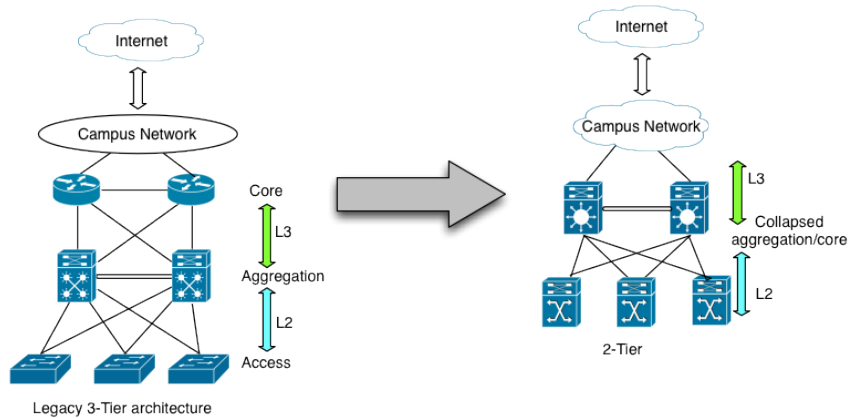 Internet
Campus Network
Core
L3
Aggregation
L2
Access
Legacy 3-Tier architecture
Internet
Campus Network
L3
Collapsed
aggregation/core
L2
2-Tier